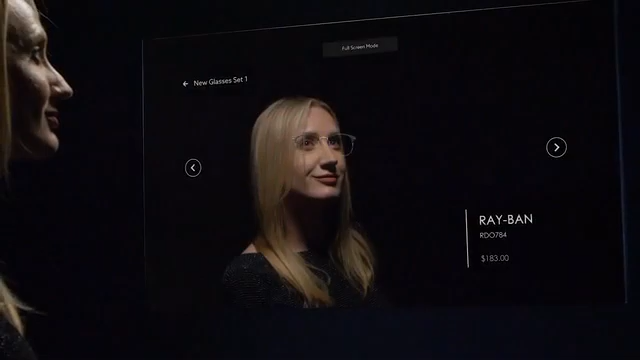 Full Screen Mode
← New Glasses Set 1
RAY-BAN
RDO784
$183.00